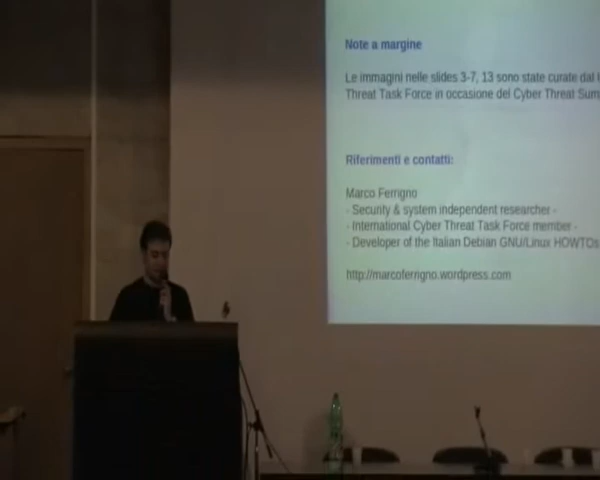 Note a margine
Le immagini nelle slides 3-7, 13 sono state curate dal
Threat Task Force in occasione del Cyber Threat Sum
Riferimenti e contatti:
Marco Ferrigno
- Security & system independent researcher -
- International Cyber Threat Task Force member -
- Developer of the Italian Debian GNU/Linux HOWTOs
http://marcoferrigno.wordpress.com